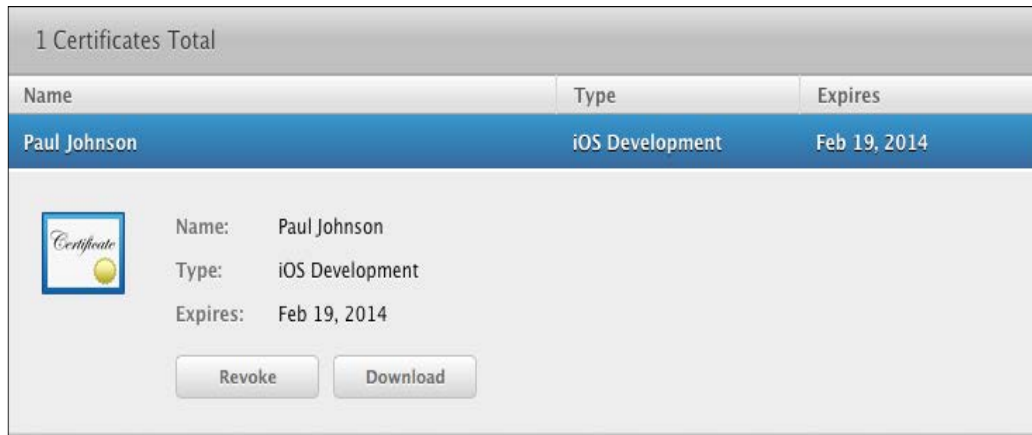 1 Certificates Total
Name Type Expires
Paul Johnson iOS Development Feb 19, 2014
Certificate
Name: Paul Johnson
Type: iOS Development
Expires: Feb 19, 2014
Revoke Download